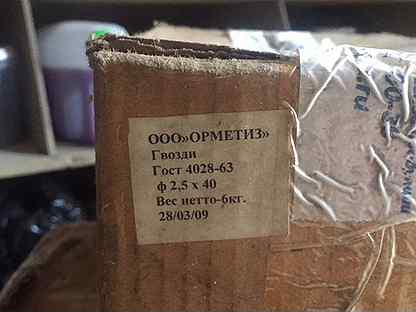 ООО»ОРМЕТИЗ»
Гвозди
Гост 4028-63
ф 2,5 х 40
Вес нетто-6кг.
28/03/09